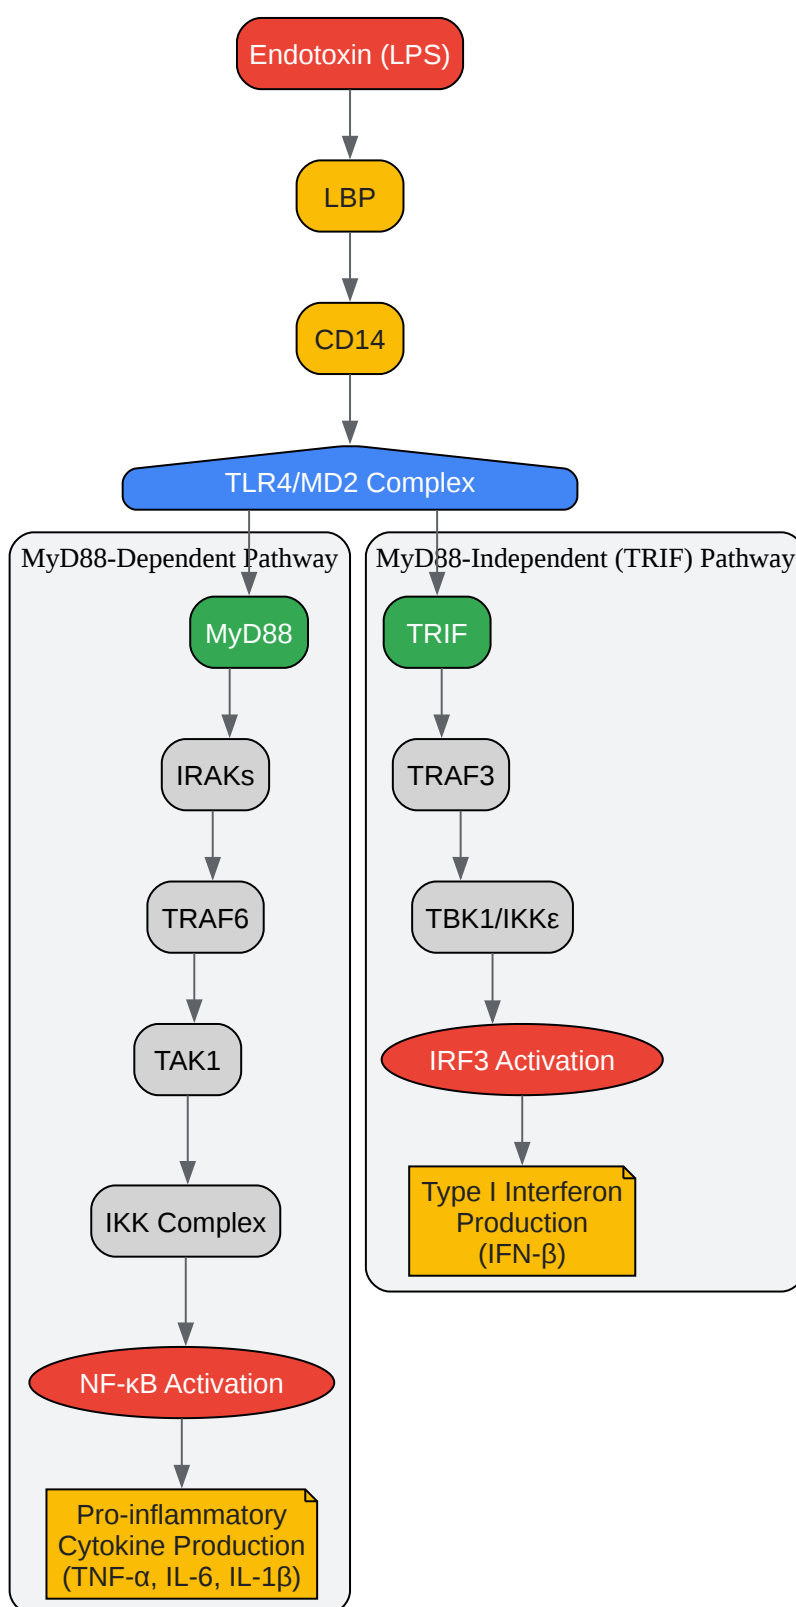 Endotoxin (LPS)
LBP
CD14
TLR4/MD2 Complex
MyD88-Dependent Pathway
MyD88
IRAKs
TRAF6
TAK1
IKK Complex
NF-κB Activation
Pro-inflammatory
Cytokine Production
(TNF-α, IL-6, IL-1β)
MyD88-Independent (TRIF) Pathway
TRIF
TRAF3
TBK1/IKKε
IRF3 Activation
Type I Interferon
Production
(IFN-β)